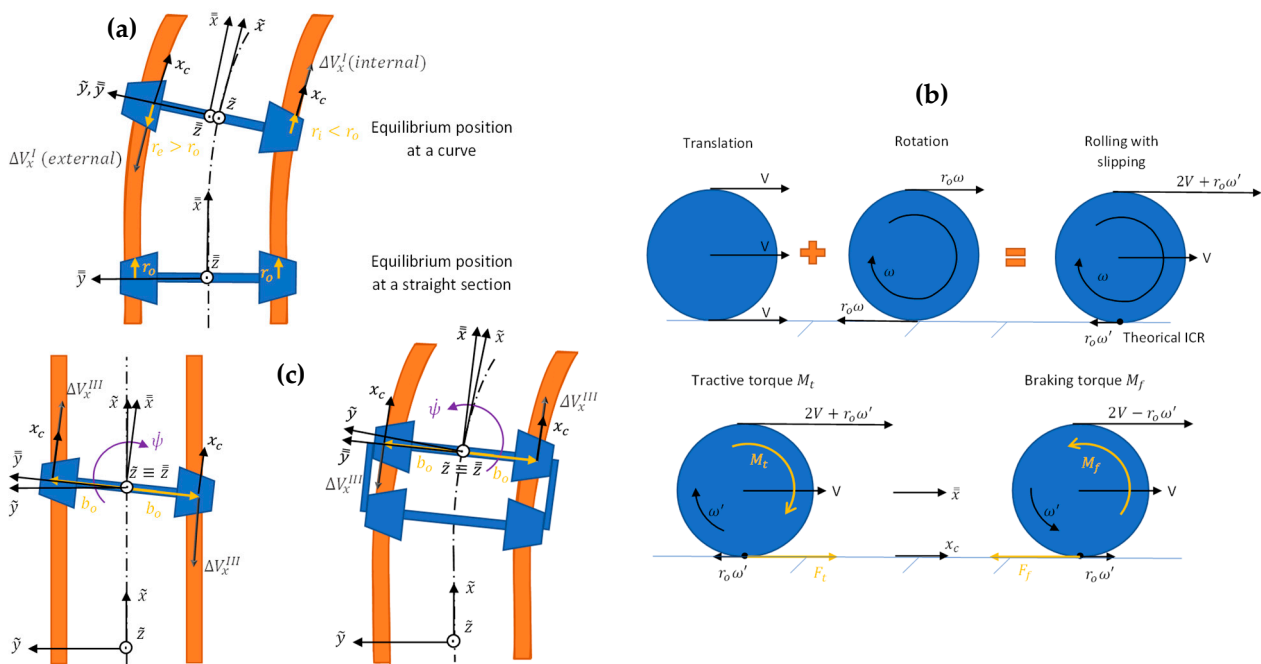 (a)
x̿
x̃
x_c
ΔV_x^I (internal)
x_c
ỹ, y̿
z̃
z̿
r_e > r_o
r_i < r_o
Equilibrium position
at a curve
ΔV_x^I (external)
x̿
r_o
r_o
z̿
y̿
Equilibrium position
at a straight section
(b)
Translation
Rotation
Rolling with
slipping
V
r_oω
2V + r_oω′
V
V
ω
ω
V
r_oω
r_oω′
Theorical ICR
Tractive torque M_t
Braking torque M_f
2V + r_oω′
2V − r_oω′
M_t
M_f
V
x̿
V
ω′
ω′
x_c
r_oω′
F_t
F_f
r_oω′
(c)
ΔV_x^III
x̃
x̿
x_c
ψ̇
x_c
y̿
z̃ ≡ z̿
ỹ
b_o
b_o
ΔV_x^III
x̃
ỹ
z̃
x̿
x̃
x_c
ΔV_x^III
ỹ
ψ̇
x_c
y̿
b_o
z̃ ≡ z̿
b_o
ΔV_x^III
x̃
ỹ
z̃